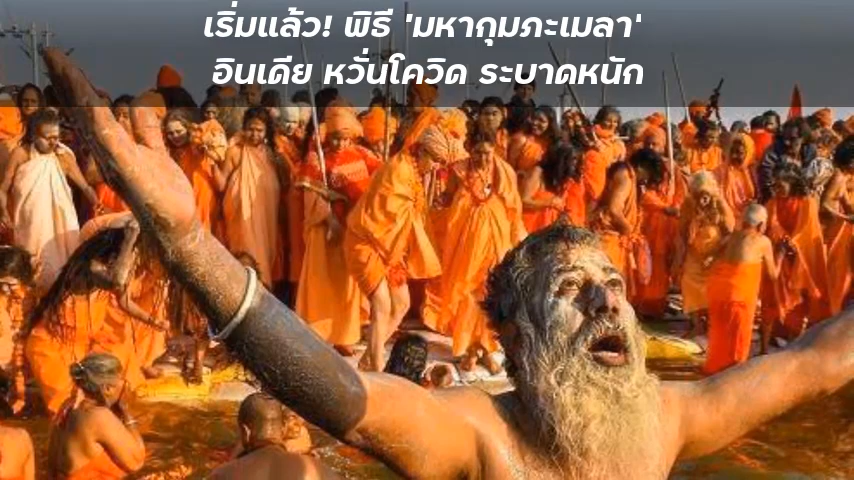 เริ่มแล้ว! พิธี 'มหากุมภะเมลา'
อินเดีย หวั่นโควิด ระบาดหนัก